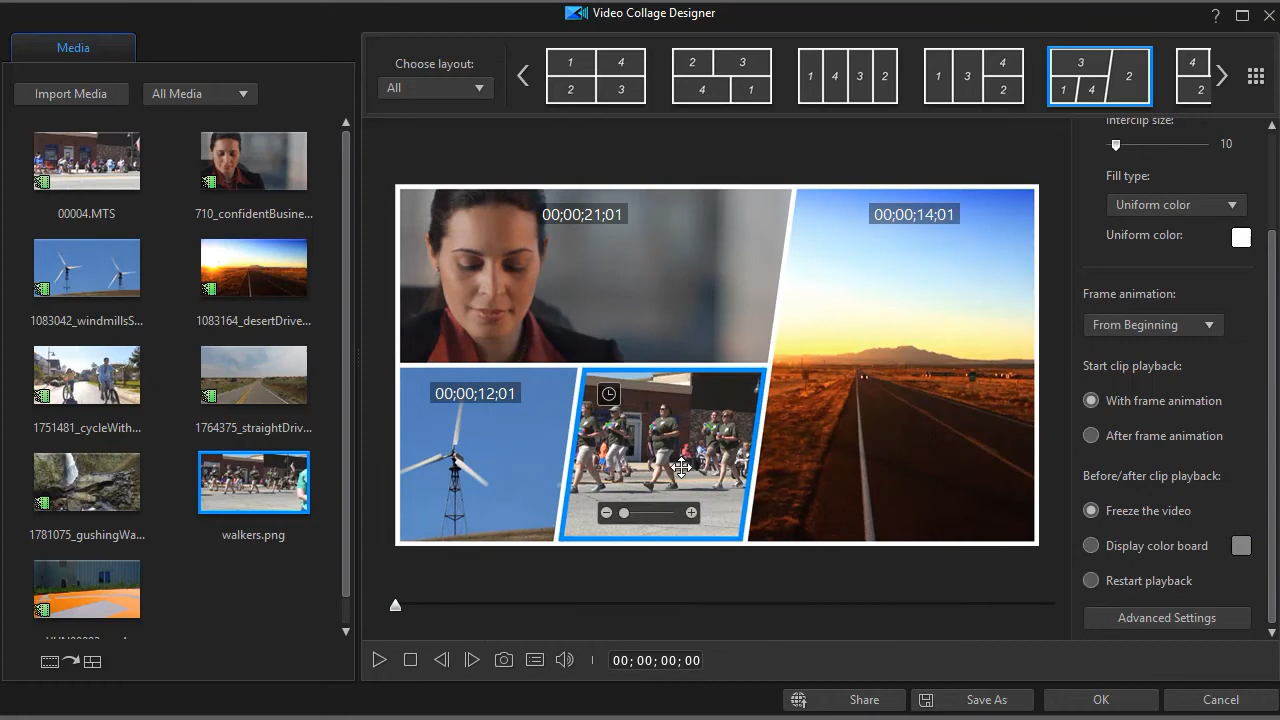 Video Collage Designer
?
Media
Import Media
All Media
00004.MTS
710_confidentBusine...
1083042_windmillsS...
1083164_desertDrive...
1751481_cycleWith...
1764375_straightDriv...
1781075_gushingWa...
walkers.png
Choose layout:
All
1 4 2 3
2 3 4 1
1 4 3 2
1 3 4 2
3 2 1 4
4 2
00;00;21;01
00;00;14;01
00;00;12;01
Interclip size:
10
Fill type:
Uniform color
Uniform color:
Frame animation:
From Beginning
Start clip playback:
With frame animation
After frame animation
Before/after clip playback:
Freeze the video
Display color board
Restart playback
Advanced Settings
00; 00; 00; 00
Share
Save As
OK
Cancel